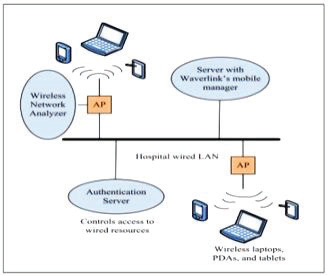 Wireless
Network
Analyzer
AP
Server with
Wavelink's mobile
manager
Hospital wired LAN
AP
Authentication
Server
Controls access to
wired resources
Wireless laptops,
PDAs, and tablets